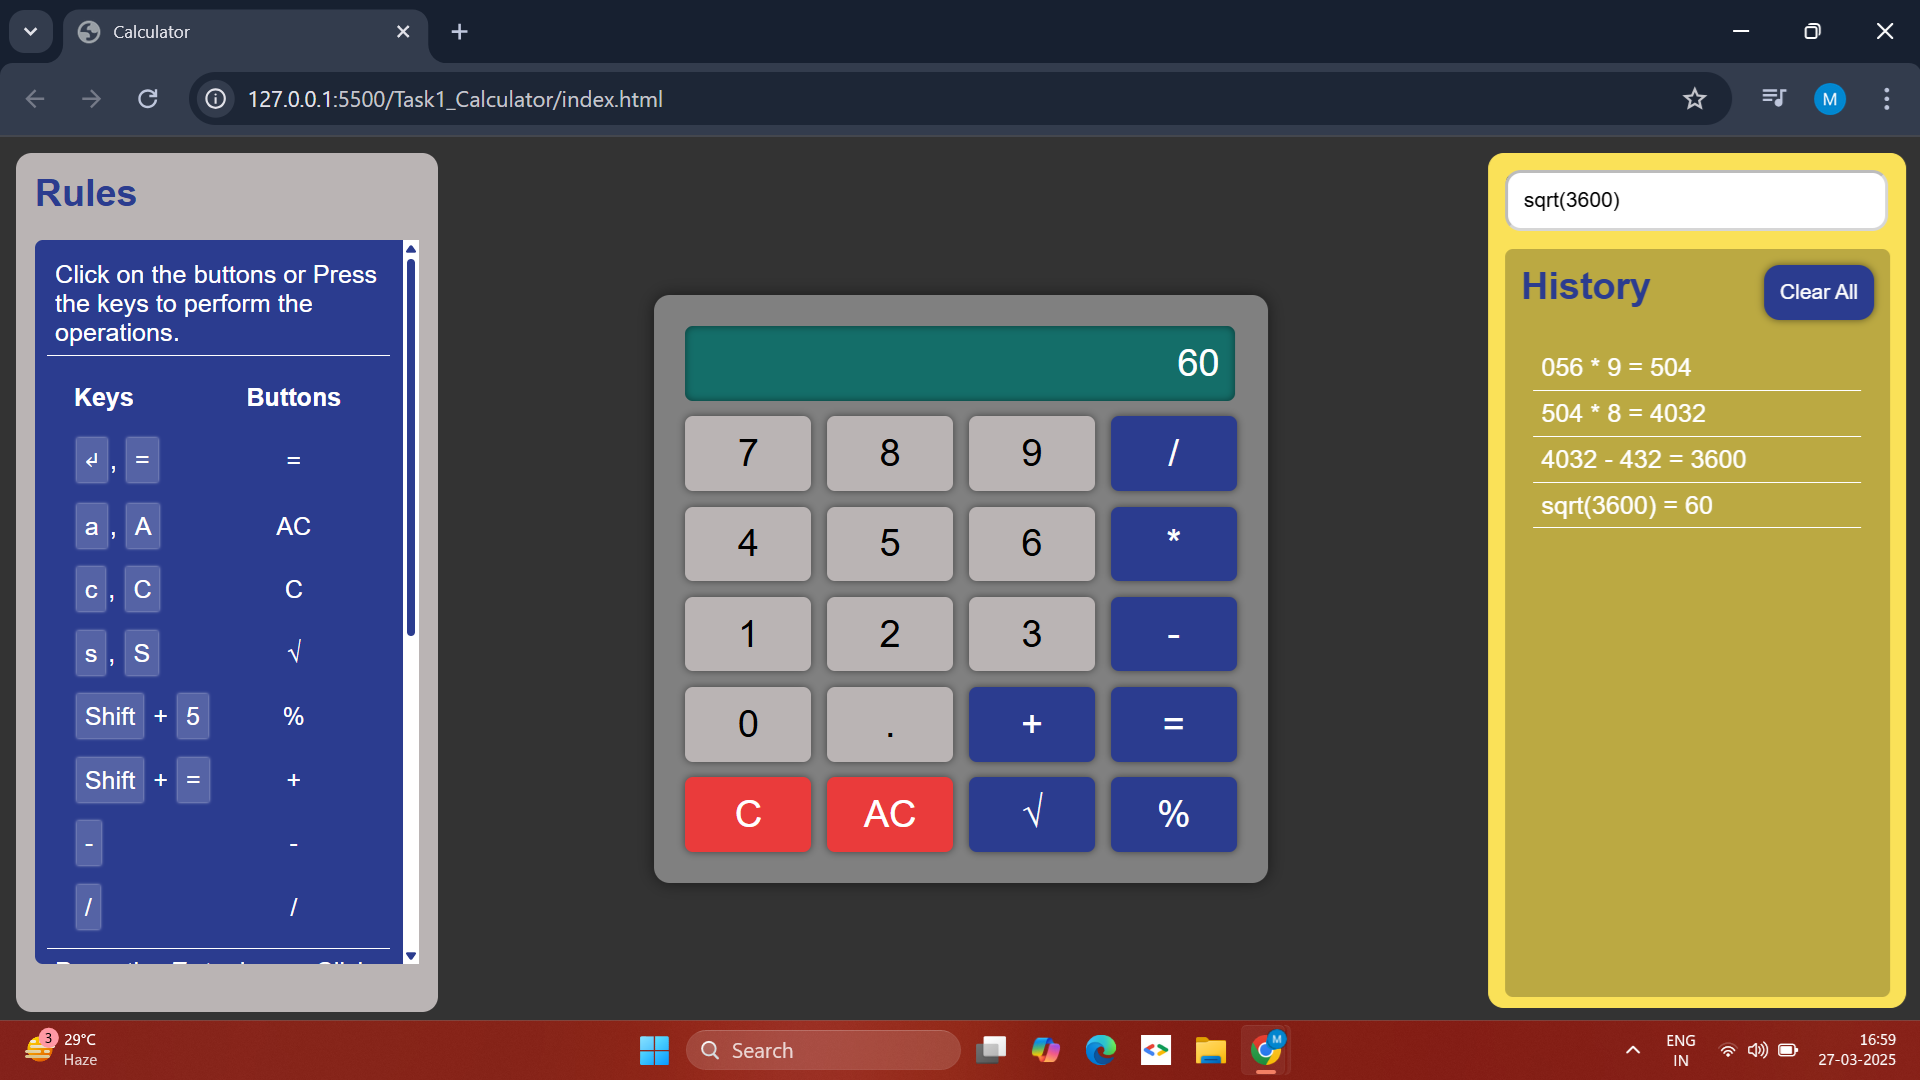 Calculator
127.0.0.1:5500/Task1_Calculator/index.html
M
Rules
Click on the buttons or Press
the keys to perform the
operations.
Keys Buttons
↲ , = =
a , A AC
c , C C
s , S √
Shift + 5 %
Shift + = +
- -
/ /
60
7 8 9 /
4 5 6 *
1 2 3 -
0 . + =
C AC √ %
sqrt(3600)
History
Clear All
056 * 9 = 504
504 * 8 = 4032
4032 - 432 = 3600
sqrt(3600) = 60
3
29°C
Haze
Search
M
ENG
IN
16:59
27-03-2025